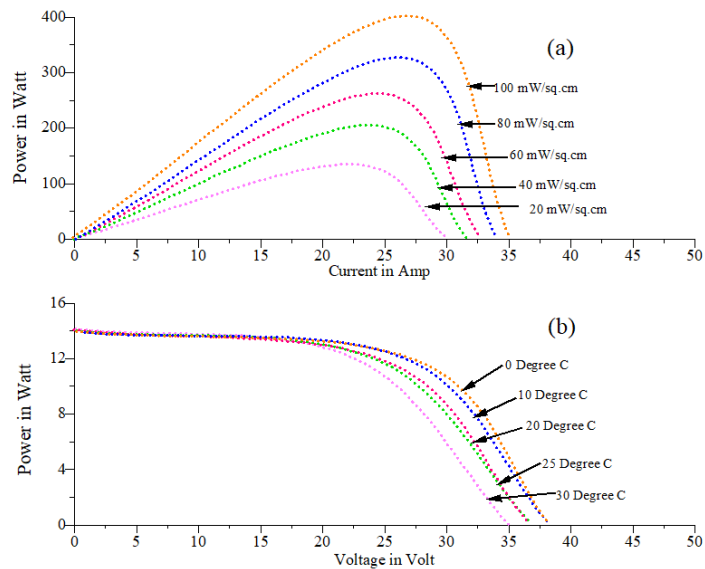 400
(a)
300
100 mW/sq.cm
200
80 mW/sq.cm
60 mW/sq.cm
100
40 mW/sq.cm
20 mW/sq.cm
0
Power in Watt
0 5 10 15 20 25 30 35 40 45 50
Current in Amp
16
(b)
12
0 Degree C
10 Degree C
8
20 Degree C
4
25 Degree C
30 Degree C
0
Power in Watt
0 5 10 15 20 25 30 35 40 45 50
Voltage in Volt